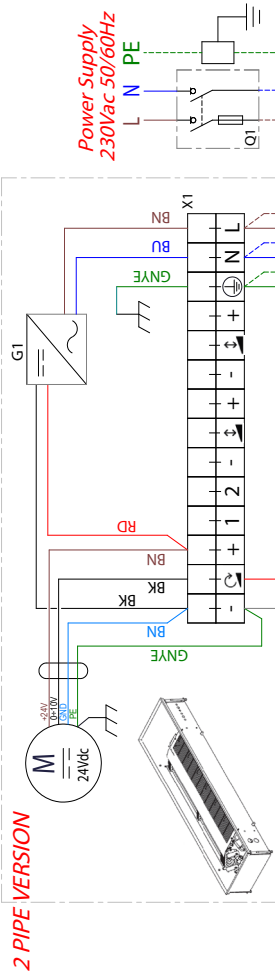 2 PIPE VERSION
Power Supply
230Vac 50/60Hz
L N PE
Q1
G1
M
24Vdc
+24V
0÷10V
GND
PE
BK
RD
BN
BK
BN
GNYE
BN
BU
GNYE
X1
- + 1 2 - + - + N L